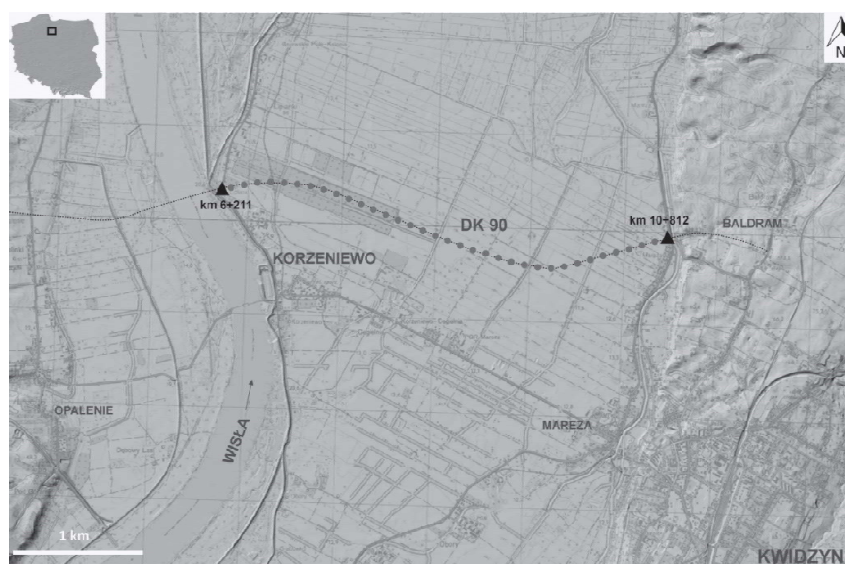 N
km 6+211
DK 90
km 10+812
BALDRAM
KORZENIEWO
OPALENIE
WISŁA
MAREZA
1 km
KWIDZYN